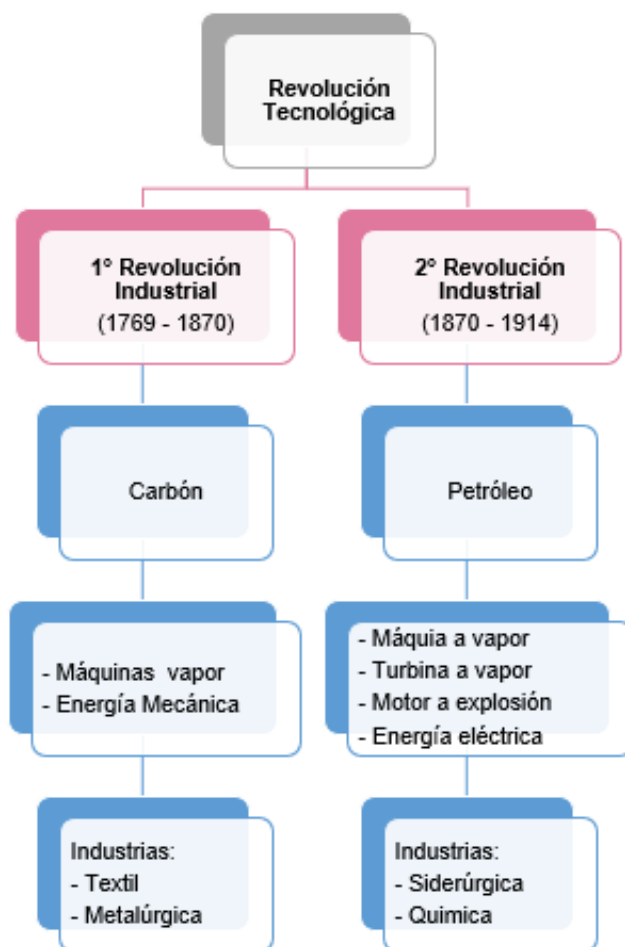 Revolución
Tecnológica
1° Revolución
Industrial
(1769 - 1870)
2° Revolución
Industrial
(1870 - 1914)
Carbón
Petróleo
- Máquinas vapor
- Energía Mecánica
- Máquia a vapor
- Turbina a vapor
- Motor a explosión
- Energía eléctrica
Industrias:
- Textil
- Metalúrgica
Industrias:
- Siderúrgica
- Quimica